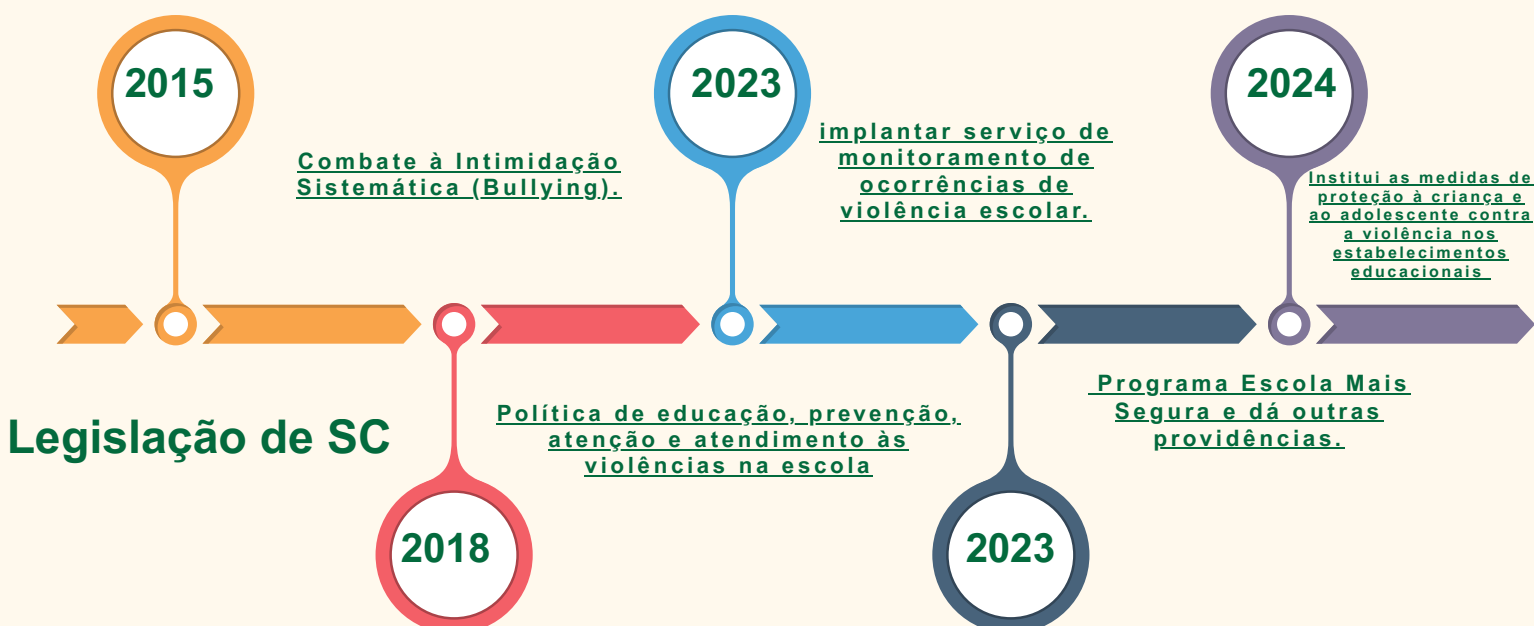 2015
Combate à Intimidação
Sistemática (Bullying).
2023
implantar serviço de
monitoramento de
ocorrências de
violência escolar.
2024
Institui as medidas de
proteção à criança e
ao adolescente contra
a violência nos
estabelecimentos
educacionais
Legislação de SC
2018
Política de educação, prevenção,
atenção e atendimento às
violências na escola
2023
Programa Escola Mais
Segura e dá outras
providências.